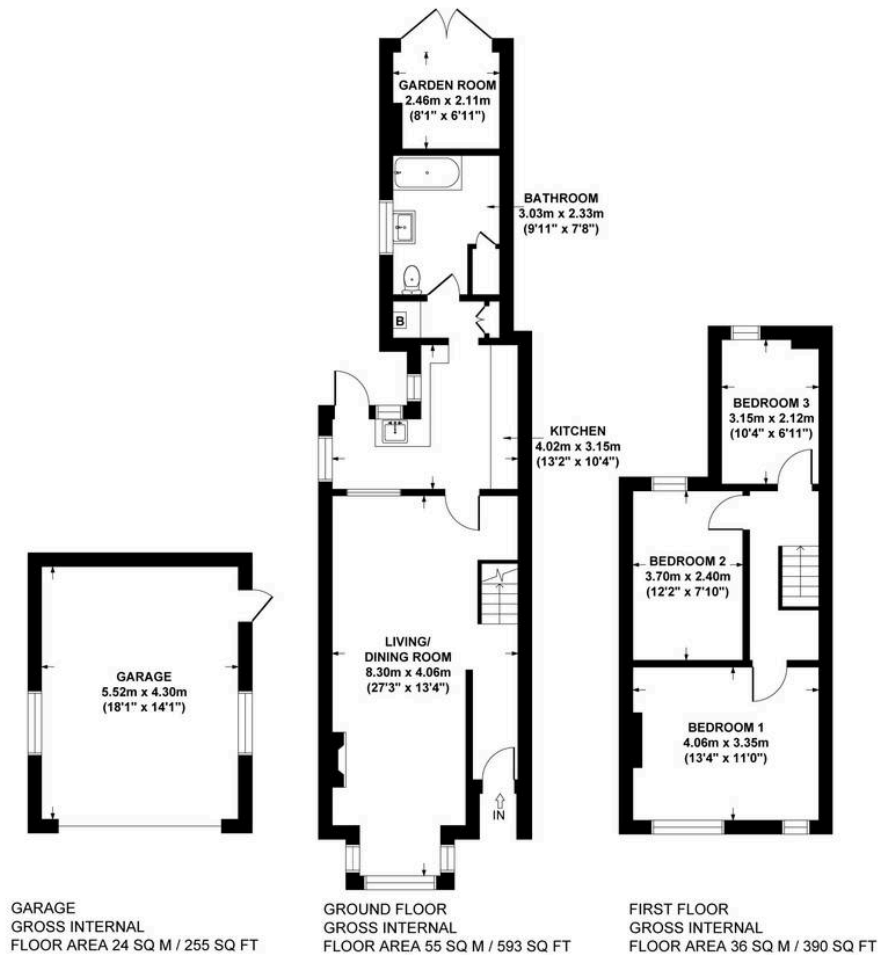 GARDEN ROOM
2.46m x 2.11m
(8'1" x 6'11")
BATHROOM
3.03m x 2.33m
(9'11" x 7'8")
B
KITCHEN
4.02m x 3.15m
(13'2" x 10'4")
LIVING/
DINING ROOM
8.30m x 4.06m
(27'3" x 13'4")
IN
GARAGE
5.52m x 4.30m
(18'1" x 14'1")
BEDROOM 3
3.15m x 2.12m
(10'4" x 6'11")
BEDROOM 2
3.70m x 2.40m
(12'2" x 7'10")
BEDROOM 1
4.06m x 3.35m
(13'4" x 11'0")
GARAGE
GROSS INTERNAL
FLOOR AREA 24 SQ M / 255 SQ FT
GROUND FLOOR
GROSS INTERNAL
FLOOR AREA 55 SQ M / 593 SQ FT
FIRST FLOOR
GROSS INTERNAL
FLOOR AREA 36 SQ M / 390 SQ FT